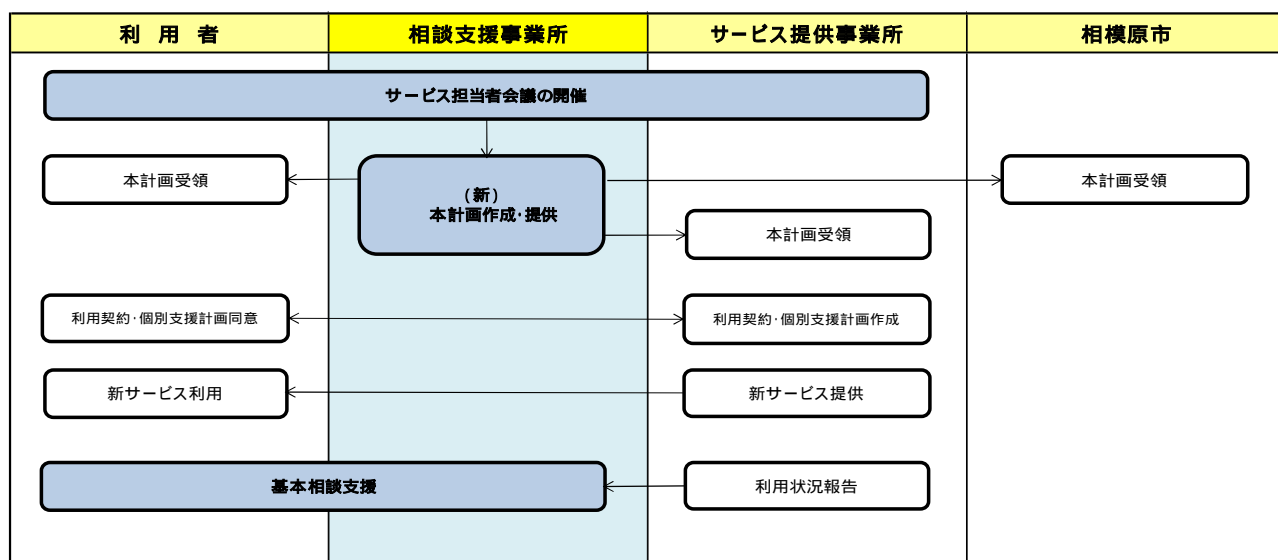 利 用 者
相談支援事業所
サービス提供事業所
相模原市
サービス担当者会議の開催
本計画受領
(新)
本計画作成･提供
本計画受領
本計画受領
利用契約･個別支援計画同意
利用契約･個別支援計画作成
新サービス利用
新サービス提供
基本相談支援
利用状況報告